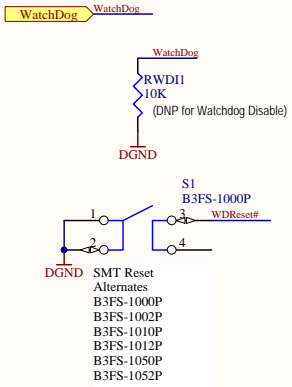 WatchDog WatchDog
WatchDog
RWDI1
10K
(DNP for Watchdog Disable)
DGND
S1
B3FS-1000P
1 3 WDReset#
2 4
DGND
SMT Reset
Alternates
B3FS-1000P
B3FS-1002P
B3FS-1010P
B3FS-1012P
B3FS-1050P
B3FS-1052P